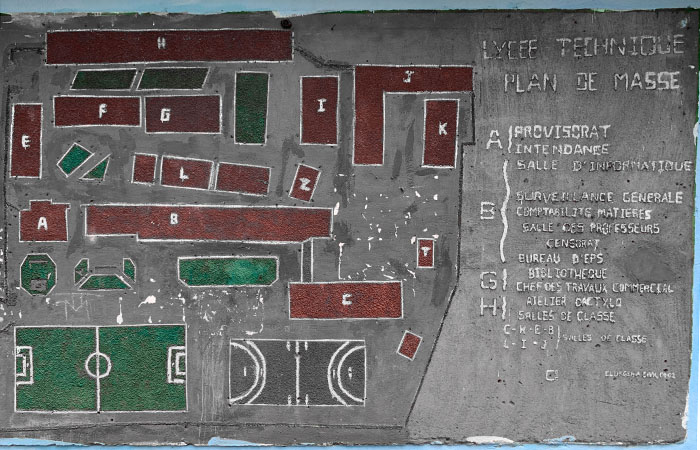 LYCEE TECHNIQUE
PLAN DE MASSE
H
J
F
G
I
K
E
L
Z
A
B
T
C
A PROVISORAT
INTENDANCE
SALLE D'INFORMATIQUE
B SURVEILLANCE GENERALE
COMPTABILITE MATIERES
SALLE DES PROFESSEURS
CENSORAT
BUREAU D'EPS
BIBLIOTHEQUE
G CHEF DES TRAVAUX COMMERCIAL
H ATELIER DACTYLO
SALLES DE CLASSE
C-K-E-B
L-I-J SALLES DE CLASSE